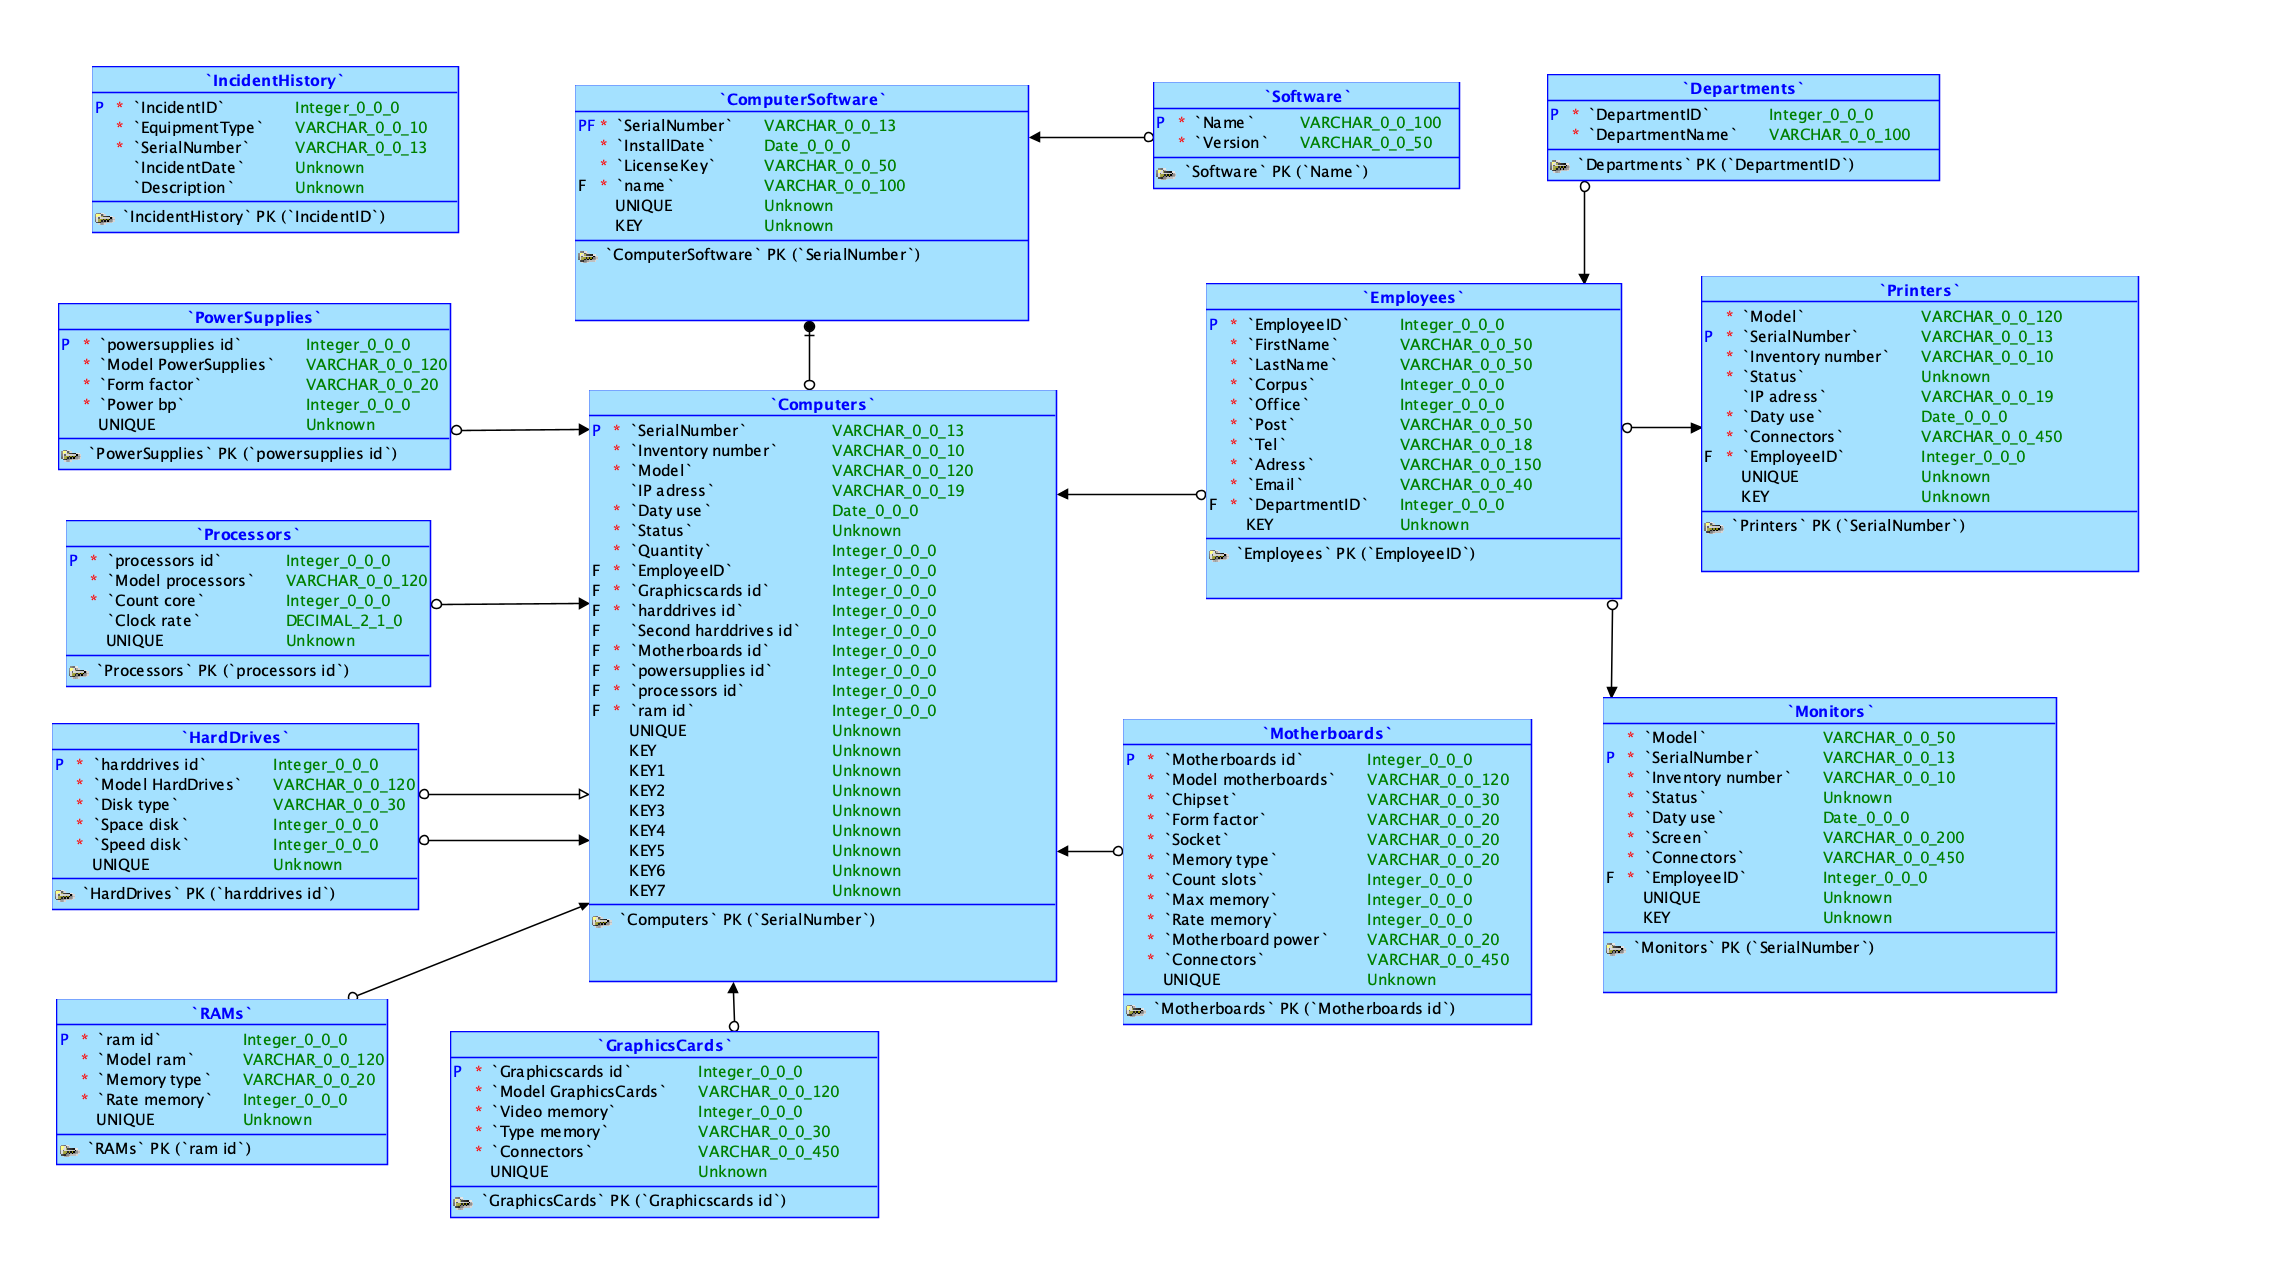 `IncidentHistory`
P * `IncidentID` Integer_0_0_0
* `EquipmentType` VARCHAR_0_0_10
* `SerialNumber` VARCHAR_0_0_13
`IncidentDate` Unknown
`Description` Unknown
`IncidentHistory` PK (`IncidentID`)
`ComputerSoftware`
PF * `SerialNumber` VARCHAR_0_0_13
* `InstallDate` Date_0_0_0
* `LicenseKey` VARCHAR_0_0_50
F * `name` VARCHAR_0_0_100
UNIQUE Unknown
KEY Unknown
`ComputerSoftware` PK (`SerialNumber`)
`Software`
P * `Name` VARCHAR_0_0_100
* `Version` VARCHAR_0_0_50
`Software` PK (`Name`)
`Departments`
P * `DepartmentID` Integer_0_0_0
* `DepartmentName` VARCHAR_0_0_100
`Departments` PK (`DepartmentID`)
`PowerSupplies`
P * `powersupplies id` Integer_0_0_0
* `Model PowerSupplies` VARCHAR_0_0_120
* `Form factor` VARCHAR_0_0_20
* `Power bp` Integer_0_0_0
UNIQUE Unknown
`PowerSupplies` PK (`powersupplies id`)
`Employees`
P * `EmployeeID` Integer_0_0_0
* `FirstName` VARCHAR_0_0_50
* `LastName` VARCHAR_0_0_50
* `Corpus` Integer_0_0_0
* `Office` Integer_0_0_0
* `Post` VARCHAR_0_0_50
* `Tel` VARCHAR_0_0_18
* `Adress` VARCHAR_0_0_150
* `Email` VARCHAR_0_0_40
F * `DepartmentID` Integer_0_0_0
KEY Unknown
`Employees` PK (`EmployeeID`)
`Printers`
* `Model` VARCHAR_0_0_120
P * `SerialNumber` VARCHAR_0_0_13
* `Inventory number` VARCHAR_0_0_10
* `Status` Unknown
`IP adress` VARCHAR_0_0_19
* `Daty use` Date_0_0_0
* `Connectors` VARCHAR_0_0_450
F * `EmployeeID` Integer_0_0_0
UNIQUE Unknown
KEY Unknown
`Printers` PK (`SerialNumber`)
`Computers`
P * `SerialNumber` VARCHAR_0_0_13
* `Inventory number` VARCHAR_0_0_10
* `Model` VARCHAR_0_0_120
`IP adress` VARCHAR_0_0_19
* `Daty use` Date_0_0_0
* `Status` Unknown
* `Quantity` Integer_0_0_0
F * `EmployeeID` Integer_0_0_0
F * `Graphicscards id` Integer_0_0_0
F * `harddrives id` Integer_0_0_0
F `Second harddrives id` Integer_0_0_0
F * `Motherboards id` Integer_0_0_0
F * `powersupplies id` Integer_0_0_0
F * `processors id` Integer_0_0_0
F * `ram id` Integer_0_0_0
UNIQUE Unknown
KEY Unknown
KEY1 Unknown
KEY2 Unknown
KEY3 Unknown
KEY4 Unknown
KEY5 Unknown
KEY6 Unknown
KEY7 Unknown
`Computers` PK (`SerialNumber`)
`Processors`
P * `processors id` Integer_0_0_0
* `Model processors` VARCHAR_0_0_120
* `Count core` Integer_0_0_0
`Clock rate` DECIMAL_2_1_0
UNIQUE Unknown
`Processors` PK (`processors id`)
`HardDrives`
P * `harddrives id` Integer_0_0_0
* `Model HardDrives` VARCHAR_0_0_120
* `Disk type` VARCHAR_0_0_30
* `Space disk` Integer_0_0_0
* `Speed disk` Integer_0_0_0
UNIQUE Unknown
`HardDrives` PK (`harddrives id`)
`Motherboards`
P * `Motherboards id` Integer_0_0_0
* `Model motherboards` VARCHAR_0_0_120
* `Chipset` VARCHAR_0_0_30
* `Form factor` VARCHAR_0_0_20
* `Socket` VARCHAR_0_0_20
* `Memory type` VARCHAR_0_0_20
* `Count slots` Integer_0_0_0
* `Max memory` Integer_0_0_0
* `Rate memory` Integer_0_0_0
* `Motherboard power` VARCHAR_0_0_20
* `Connectors` VARCHAR_0_0_450
UNIQUE Unknown
`Motherboards` PK (`Motherboards id`)
`Monitors`
* `Model` VARCHAR_0_0_50
P * `SerialNumber` VARCHAR_0_0_13
* `Inventory number` VARCHAR_0_0_10
* `Status` Unknown
* `Daty use` Date_0_0_0
* `Screen` VARCHAR_0_0_200
* `Connectors` VARCHAR_0_0_450
F * `EmployeeID` Integer_0_0_0
UNIQUE Unknown
KEY Unknown
`Monitors` PK (`SerialNumber`)
`RAMs`
P * `ram id` Integer_0_0_0
* `Model ram` VARCHAR_0_0_120
* `Memory type` VARCHAR_0_0_20
* `Rate memory` Integer_0_0_0
UNIQUE Unknown
`RAMs` PK (`ram id`)
`GraphicsCards`
P * `Graphicscards id` Integer_0_0_0
* `Model GraphicsCards` VARCHAR_0_0_120
* `Video memory` Integer_0_0_0
* `Type memory` VARCHAR_0_0_30
* `Connectors` VARCHAR_0_0_450
UNIQUE Unknown
`GraphicsCards` PK (`Graphicscards id`)